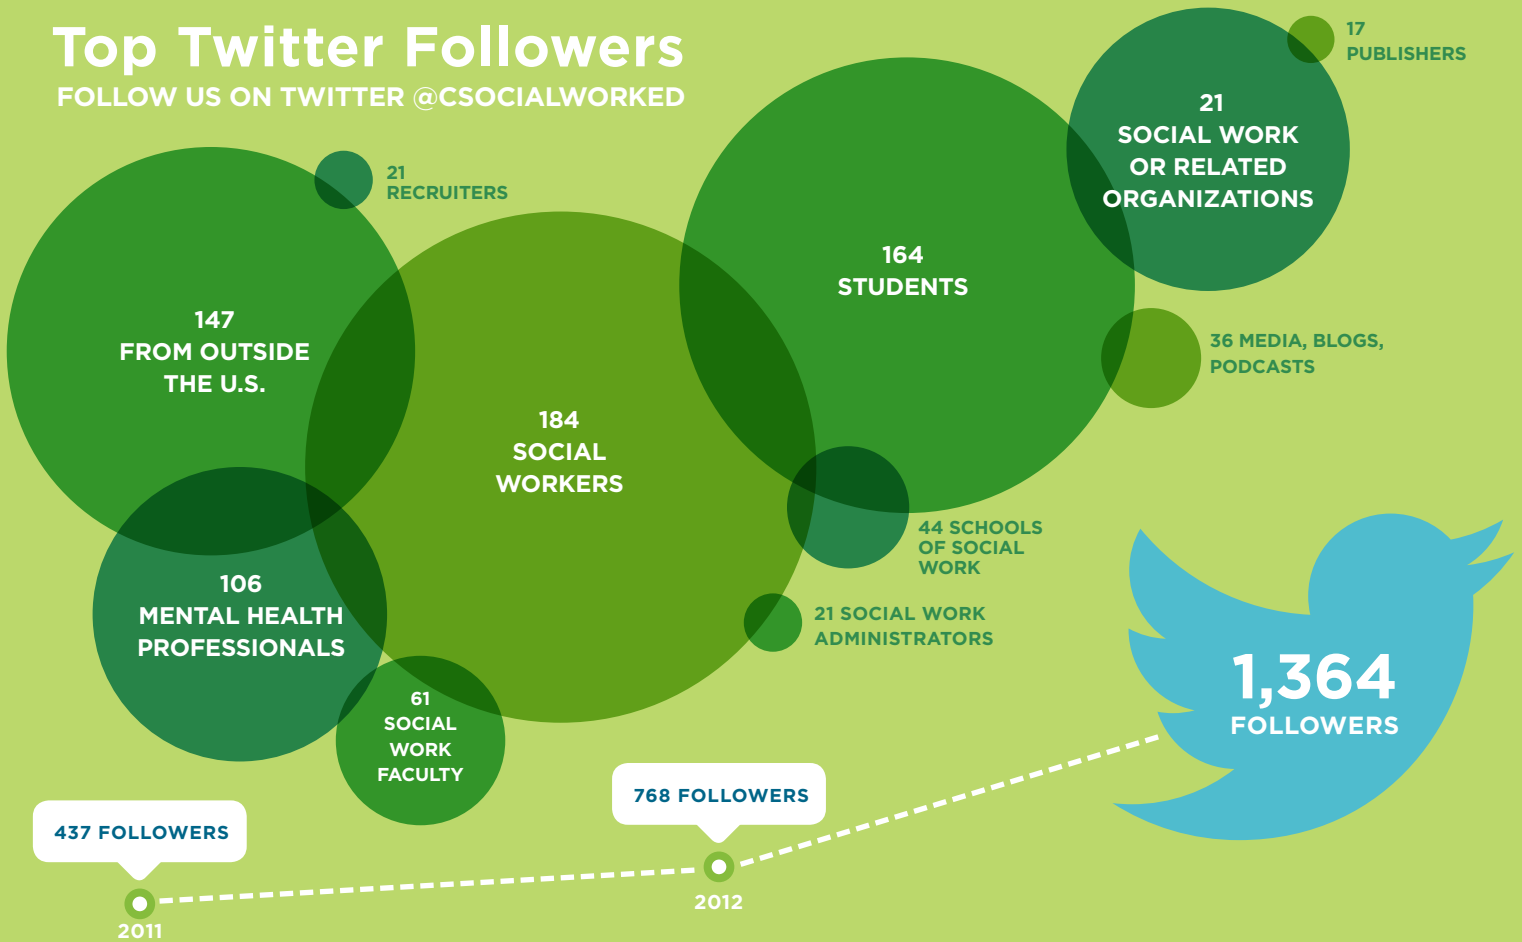 Top Twitter Followers
FOLLOW US ON TWITTER @CSOCIALWORKED
17
PUBLISHERS
21
SOCIAL WORK
OR RELATED
ORGANIZATIONS
21
RECRUITERS
164
STUDENTS
147
FROM OUTSIDE
THE U.S.
36 MEDIA, BLOGS,
PODCASTS
184
SOCIAL
WORKERS
44 SCHOOLS
OF SOCIAL
WORK
106
MENTAL HEALTH
PROFESSIONALS
21 SOCIAL WORK
ADMINISTRATORS
61
SOCIAL
WORK
FACULTY
1,364
FOLLOWERS
768 FOLLOWERS
437 FOLLOWERS
2012
2011